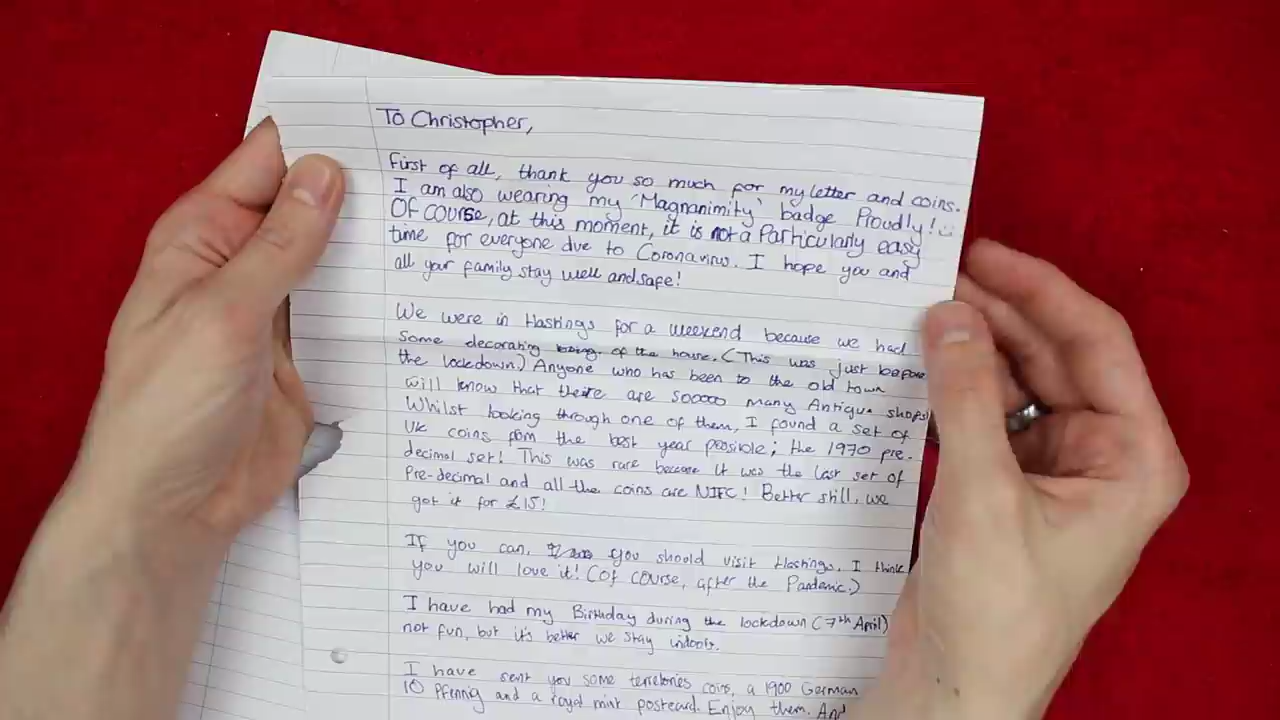 To Christopher,
First of all, thank you so much for my letter and coins.
I am also wearing my 'Magnanimity' badge Proudly! :)
Of course, at this moment, it is not a Particularly easy
time for everyone due to Coronavirus. I hope you and
all your family stay well and safe!
We were in Hastings for a weekend because we had
some decorating of the house. (This was just before
the lockdown.) Anyone who has been to the old town
will know that there are sooooo many Antique shops!
Whilst looking through one of them, I found a set of
UK coins from the best year possible; the 1970 pre-
decimal set! This was rare because it was the last set of
Pre-decimal and all the coins are NIFC! Better still, we
got it for £15!
If you can, you should visit Hastings. I think
you will love it! (Of course, after the Pandemic.)
I have had my Birthday during the lockdown (7th April)
not fun, but it's better we stay indoors.
I have sent you some coins, a 1900 German
10 Pfennig and a royal mint postcard. Enjoy them. And